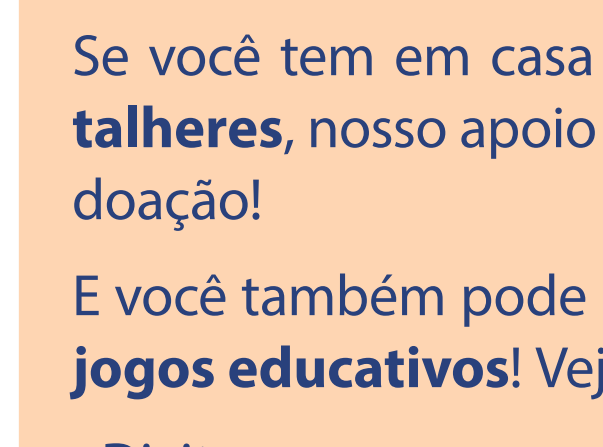 Se você tem em casa
talheres, nosso apoio
doação!
E você também pode
jogos educativos! Vej